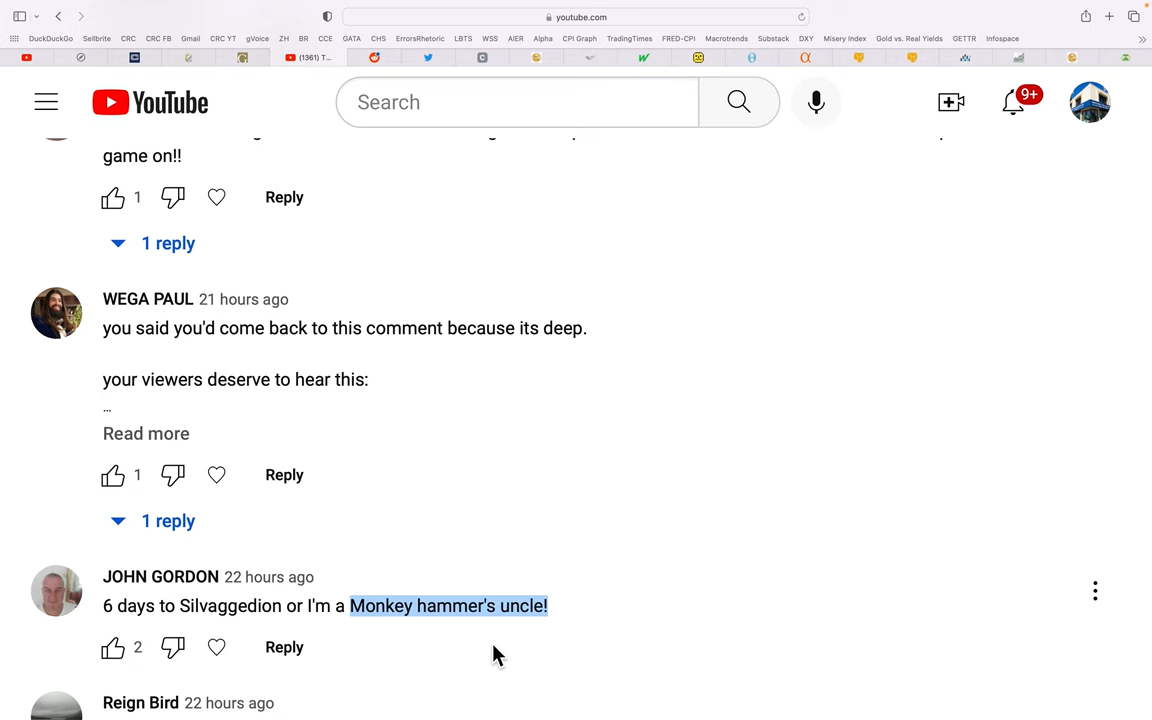 youtube.com
DuckDuckGo Sellbrite CRC CRC FB Gmail CRC YT gVoice ZH BR CCE GATA CHS ErrorsRhetoric LBTS WSS AIER Alpha CPI Graph TradingTimes FRED-CPI Macrotrends Substack DXY Misery Index Gold vs. Real Yields GETTR Infospace
(1361) T...
YouTube
Search
9+
game on!!
1 Reply
1 reply
WEGA PAUL 21 hours ago
you said you'd come back to this comment because its deep.
your viewers deserve to hear this:
...
Read more
1 Reply
1 reply
JOHN GORDON 22 hours ago
6 days to Silvaggedion or I'm a Monkey hammer's uncle!
2 Reply
Reign Bird 22 hours ago